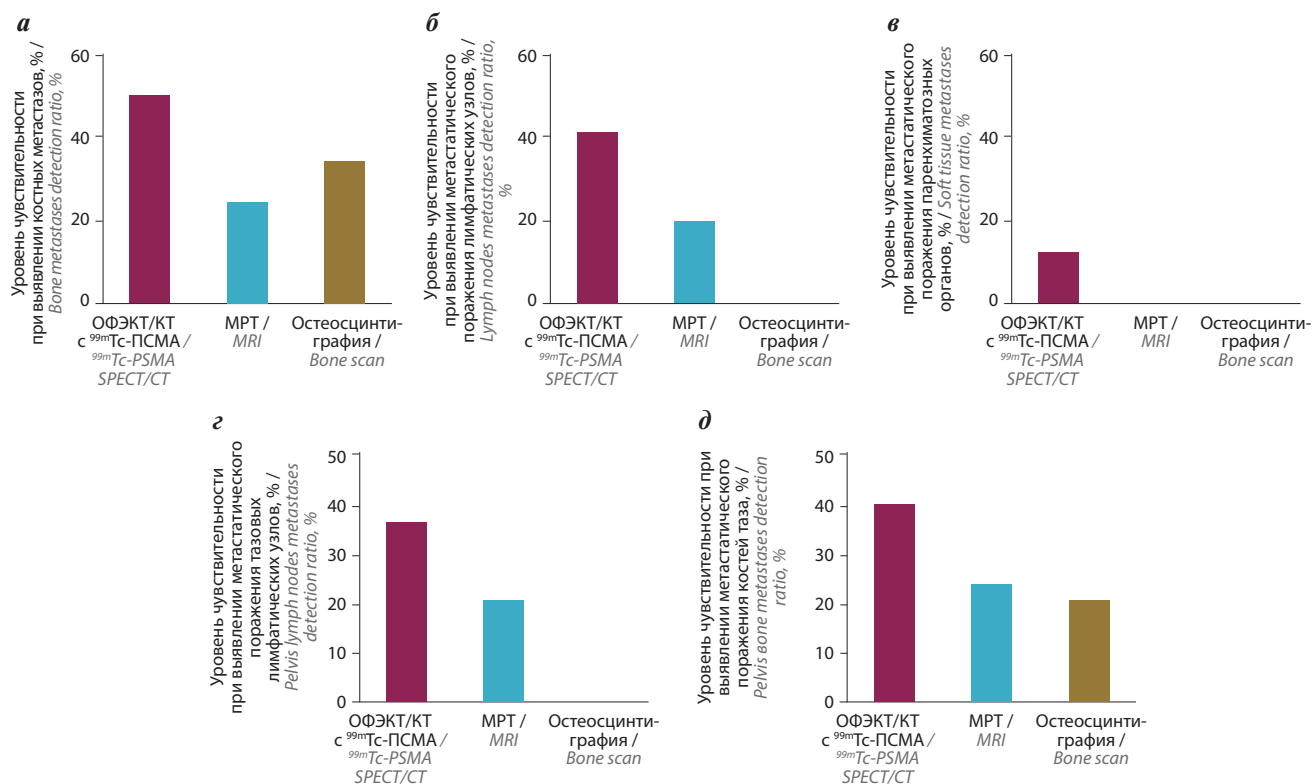 а
Уровень чувствительности
при выявлении костных метастазов, % /
Bone metastases detection ratio, %
60
40
20
0
ОФЭКТ/КТ
с ⁹⁹ᵐTc-ПСМА /
⁹⁹ᵐTc-PSMA
SPECT/CT
МРТ /
MRI
Остеосцинти-
графия /
Bone scan
б
Уровень чувствительности
при выявлении метастатического
поражения лимфатических узлов, % /
Lymph nodes metastases detection ratio,
%
60
40
20
0
ОФЭКТ/КТ
с ⁹⁹ᵐTc-ПСМА /
⁹⁹ᵐTc-PSMA
SPECT/CT
МРТ /
MRI
Остеосцинти-
графия /
Bone scan
в
Уровень чувствительности
при выявлении метастатического
поражения паренхиматозных
органов, % / Soft tissue metastases
detection ratio, %
60
40
20
0
ОФЭКТ/КТ
с ⁹⁹ᵐTc-ПСМА /
⁹⁹ᵐTc-PSMA
SPECT/CT
МРТ /
MRI
Остеосцинти-
графия /
Bone scan
г
Уровень чувствительности
при выявлении метастатического
поражения тазовых
лимфатических узлов, % /
Pelvis lymph nodes metastases
detection ratio, %
50
40
30
20
10
0
ОФЭКТ/КТ
с ⁹⁹ᵐTc-ПСМА /
⁹⁹ᵐTc-PSMA
SPECT/CT
МРТ /
MRI
Остеосцинти-
графия /
Bone scan
д
Уровень чувствительности при
выявлении метастатического
поражения костей таза, % /
Pelvis вone metastases detection
ratio, %
50
40
30
20
10
0
ОФЭКТ/КТ
с ⁹⁹ᵐTc-ПСМА /
⁹⁹ᵐTc-PSMA
SPECT/CT
МРТ /
MRI
Остеосцинти-
графия /
Bone scan